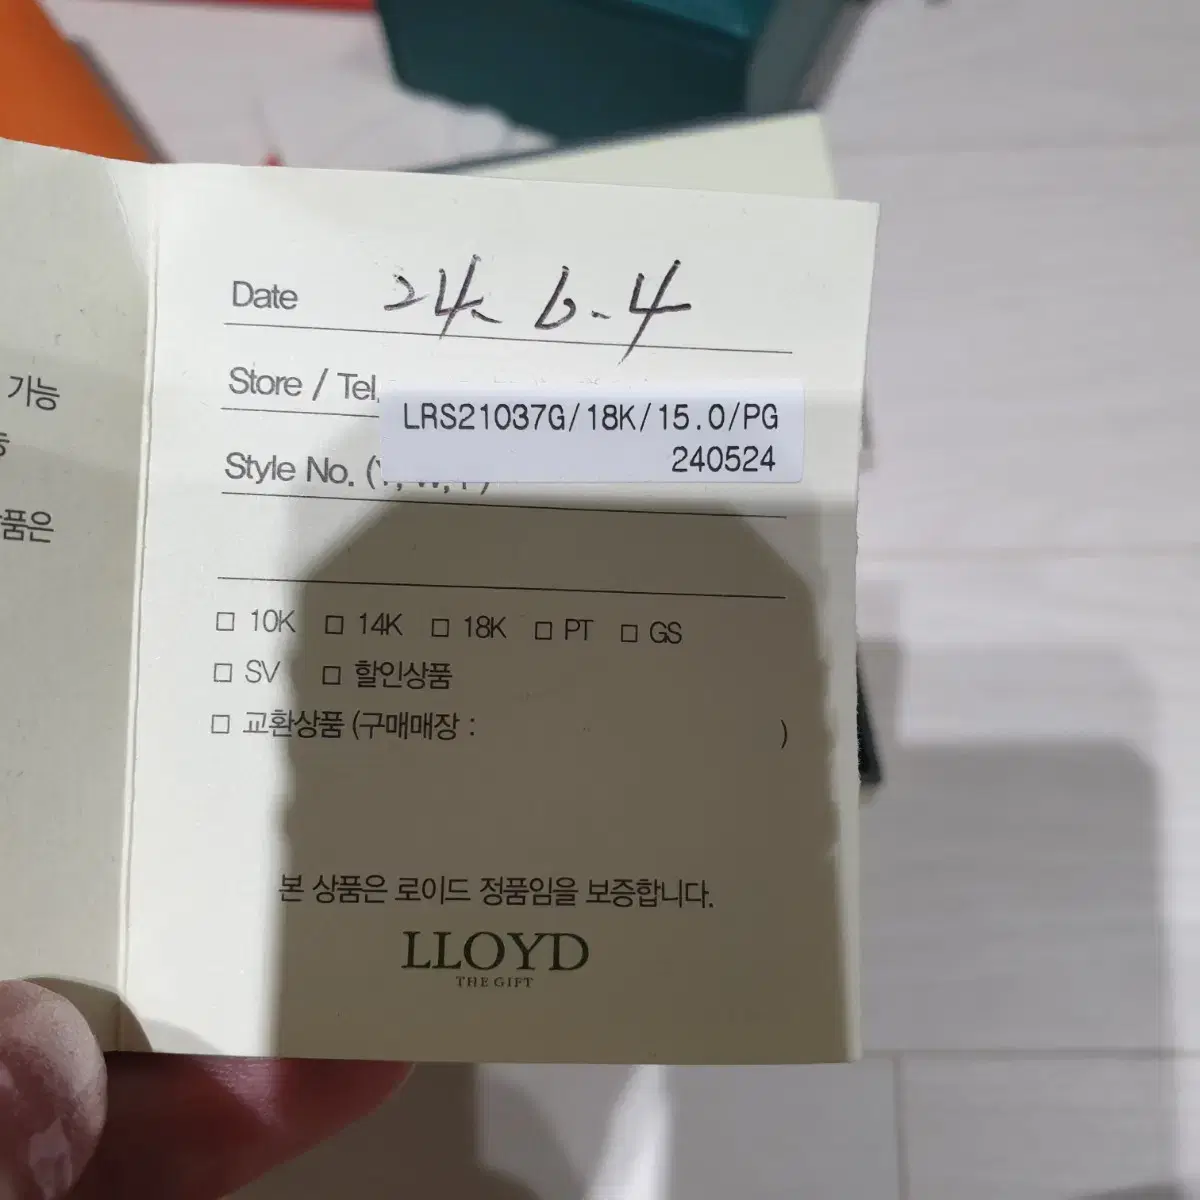 가능
품은
Date 24. 6. 4
Store / Tel.
LRS21037G/18K/15.0/PG
240524
Style No. (Y, W, P)
□ 10K □ 14K □ 18K □ PT □ GS
□ SV □ 할인상품
□ 교환상품 (구매매장 : )
본 상품은 로이드 정품임을 보증합니다.
LLOYD
THE GIFT